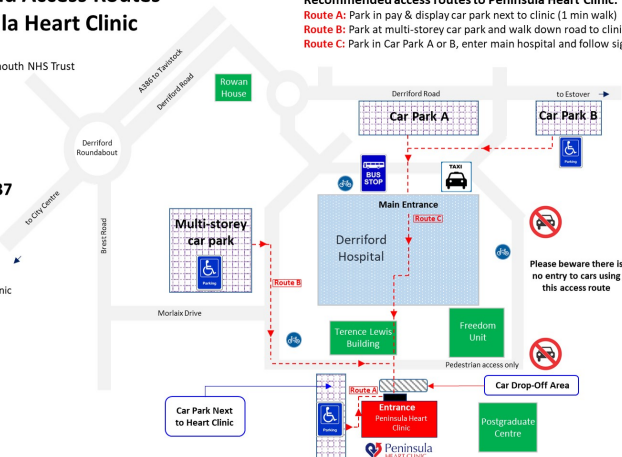 Access Routes
la Heart Clinic
mouth NHS Trust
Recommended access routes to Peninsula Heart Clinic:
Route A: Park in pay & display car park next to clinic (1 min walk)
Route B: Park at multi-storey car park and walk down road to clini
Route C: Park in Car Park A or B, enter main hospital and follow sig
A386 to Tavistock
Derriford Road
Rowan
House
Derriford Road
to Estover
Car Park A
Car Park B
Parking
Derriford
Roundabout
BUS
STOP
TAXI
37
to City Centre
Brest Road
Main Entrance
Route C
Multi-storey
car park
Parking
Derriford
Hospital
Please beware there is
no entry to cars using
this access route
nic
Route B
Morlaix Drive
Terence Lewis
Building
Freedom
Unit
Pedestrian access only
Car Drop-Off Area
Route A
Car Park Next
to Heart Clinic
Parking
Entrance
Peninsula Heart
Clinic
Postgraduate
Centre
Peninsula
HEART CLINIC